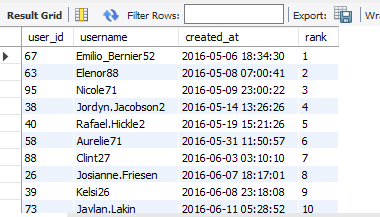 Result Grid Filter Rows: Export:
user_id username created_at rank
67 Emilio_Bernier52 2016-05-06 18:34:30 1
63 Elenor88 2016-05-08 07:00:41 2
95 Nicole71 2016-05-09 23:00:22 3
38 Jordyn.Jacobson2 2016-05-14 13:26:26 4
40 Rafael.Hickle2 2016-05-19 15:21:26 5
58 Aurelie71 2016-05-31 11:50:57 6
88 Clint27 2016-06-03 03:10:10 7
26 Josianne.Friesen 2016-06-07 18:17:01 8
39 Kelsi26 2016-06-08 23:18:08 9
73 Jaylan.Lakin 2016-06-11 05:28:52 10